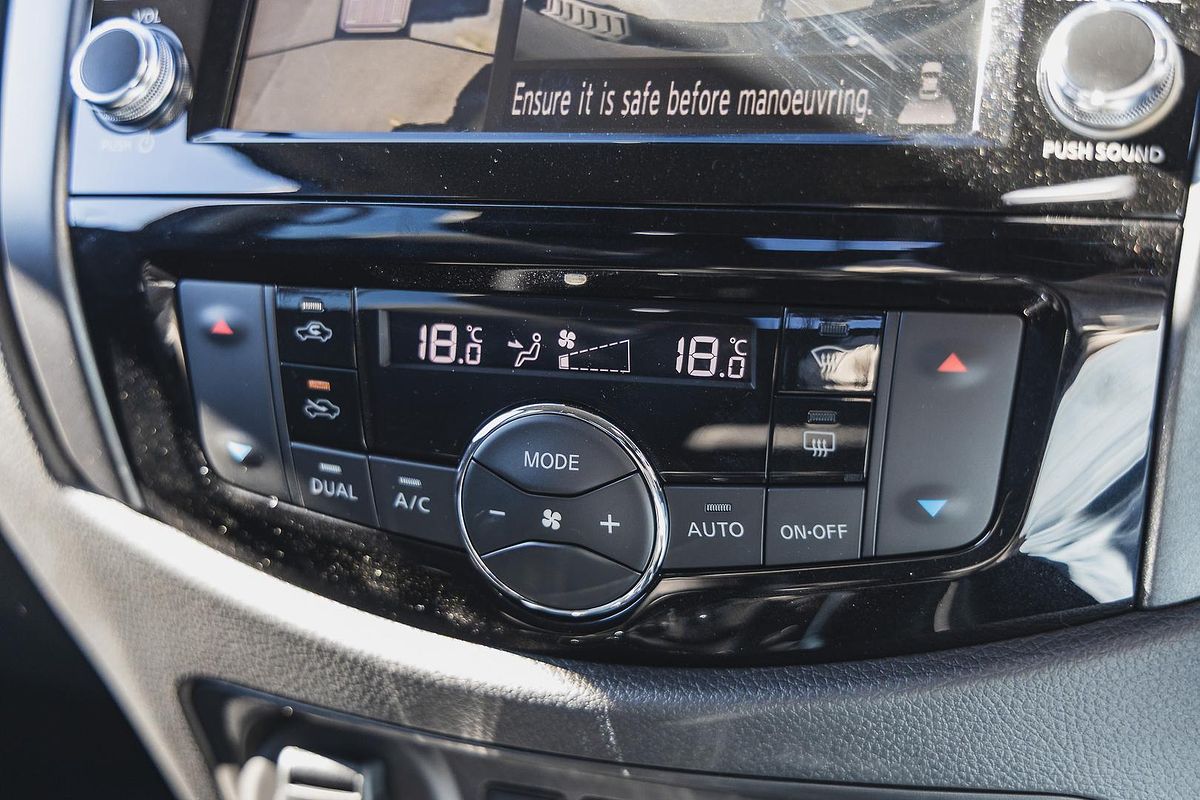 VOL
PUSH
Ensure it is safe before manoeuvring.
PUSH SOUND
18.0°C
18.0°C
MODE
DUAL
A/C
- +
AUTO
ON·OFF